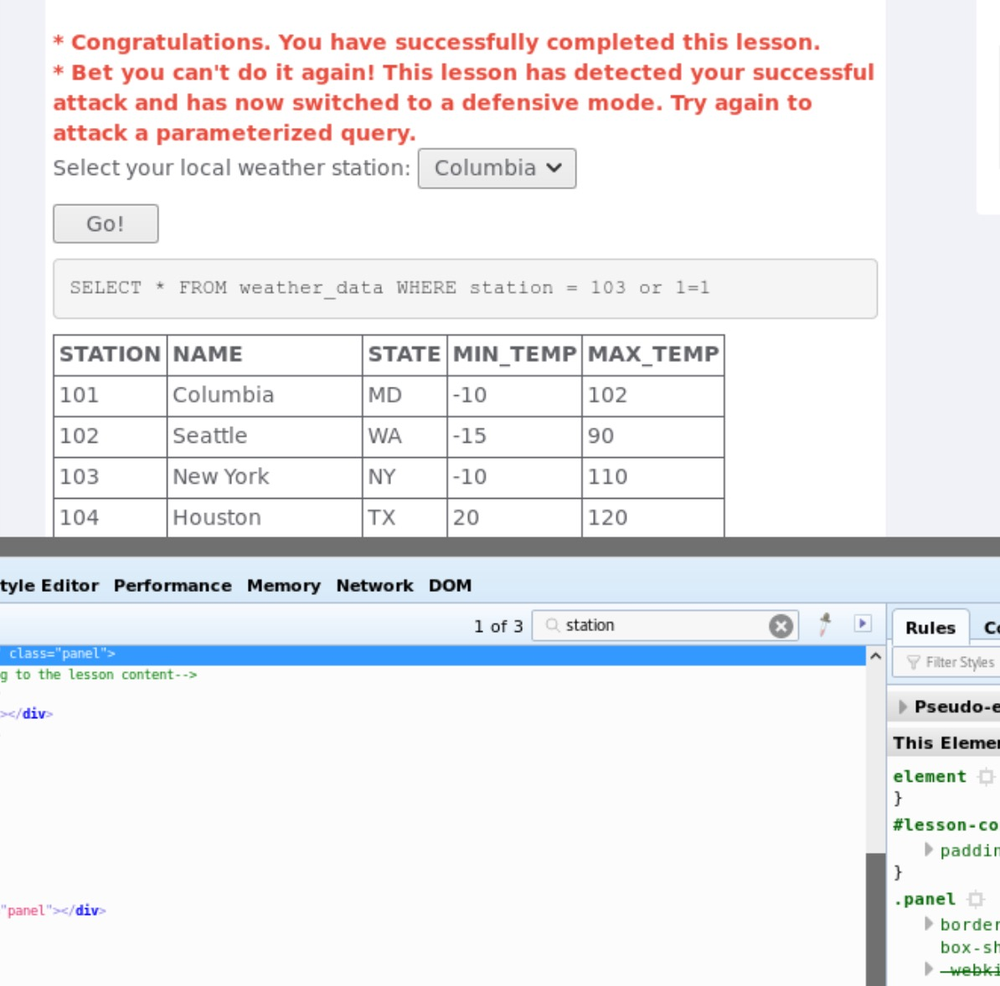 * Congratulations. You have successfully completed this lesson.
* Bet you can't do it again! This lesson has detected your successful
attack and has now switched to a defensive mode. Try again to
attack a parameterized query.
Select your local weather station: Columbia
Go!
SELECT * FROM weather_data WHERE station = 103 or 1=1
STATION NAME STATE MIN_TEMP MAX_TEMP
101 Columbia MD -10 102
102 Seattle WA -15 90
103 New York NY -10 110
104 Houston TX 20 120
tyle Editor Performance Memory Network DOM
1 of 3 station
class="panel">
g to the lesson content-->
></div>
"panel"></div>
Rules Co
Filter Styles
Pseudo-e
This Elemen
element
}
#lesson-co
paddin
}
.panel
border
box-sh
-webki